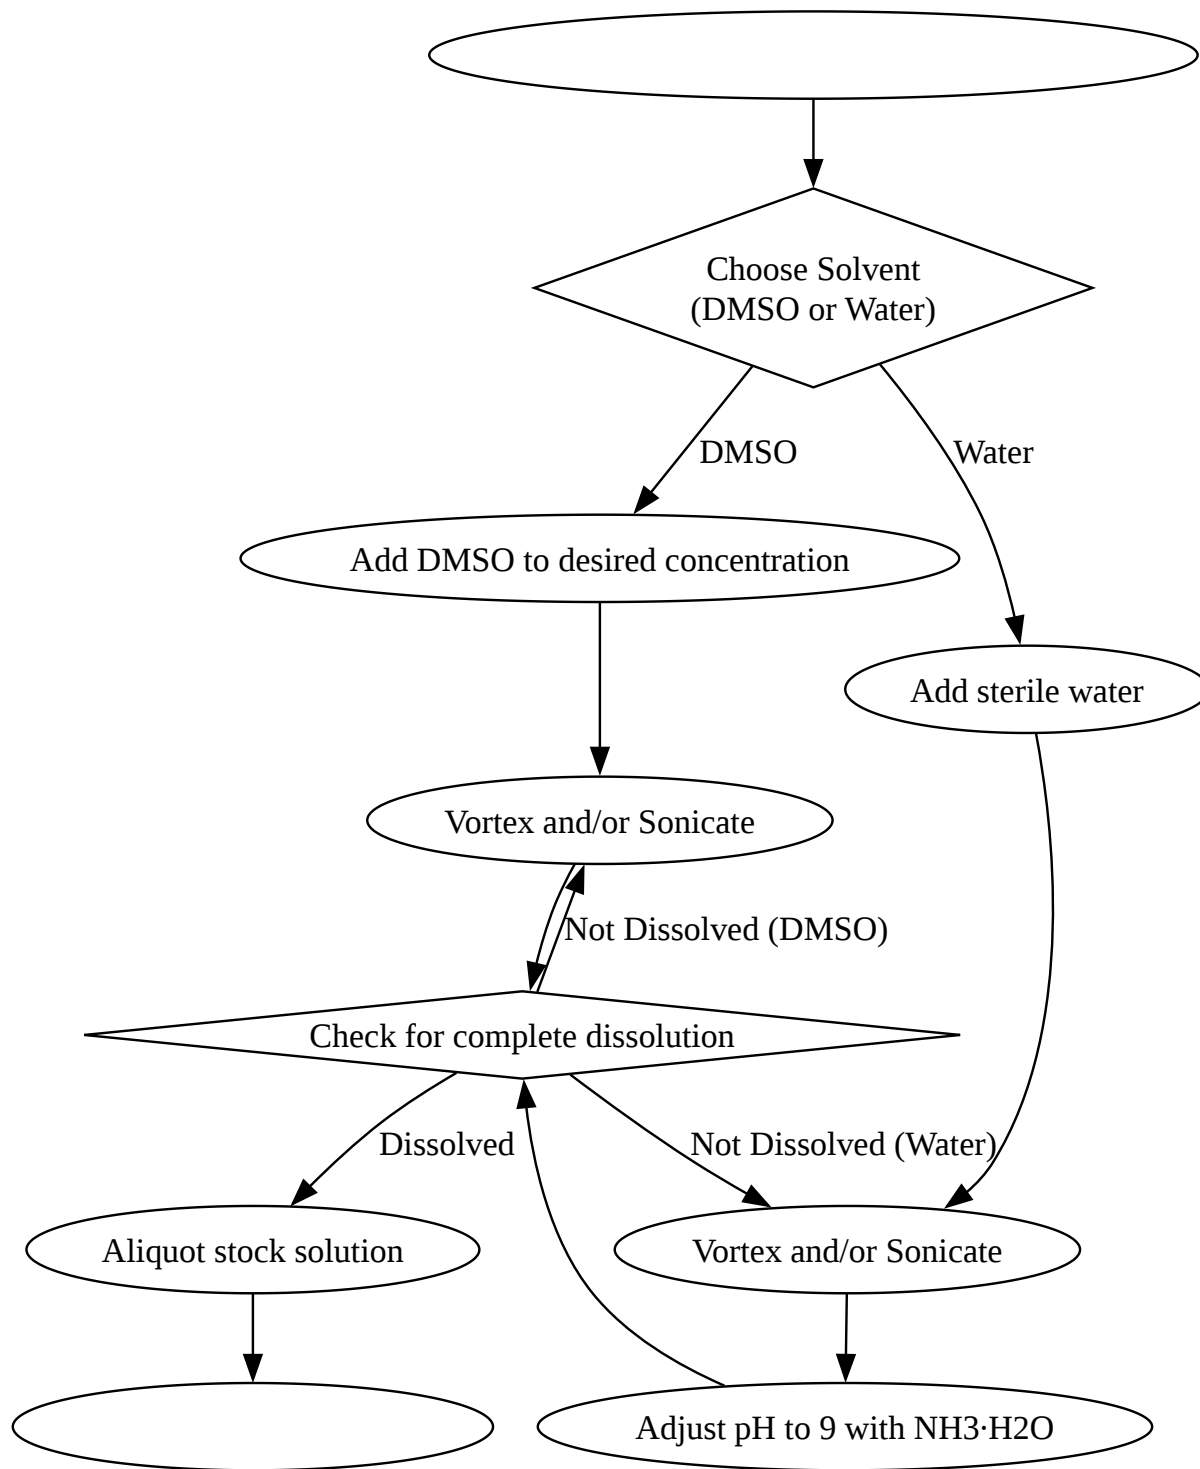 Choose Solvent
(DMSO or Water)
DMSO
Water
Add DMSO to desired concentration
Add sterile water
Vortex and/or Sonicate
Not Dissolved (DMSO)
Check for complete dissolution
Dissolved
Not Dissolved (Water)
Aliquot stock solution
Vortex and/or Sonicate
Adjust pH to 9 with NH3·H2O